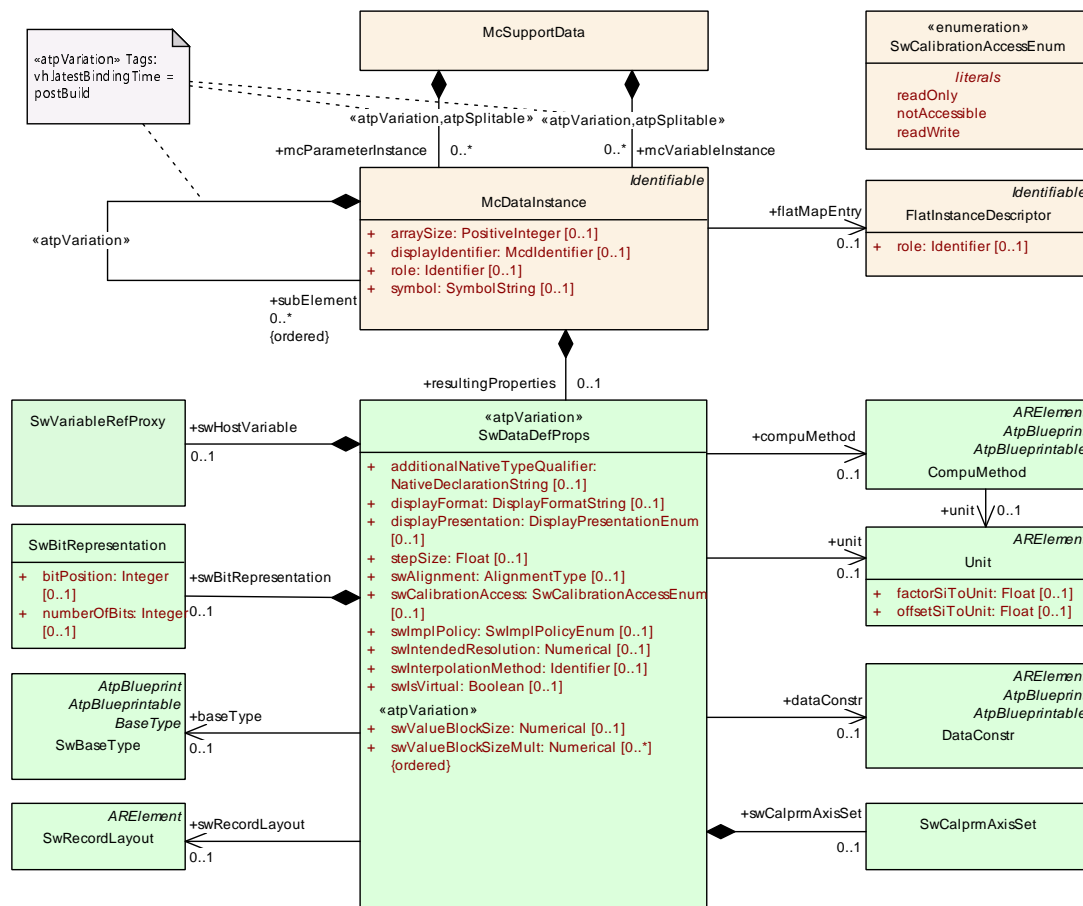 McSupportData
«enumeration»
SwCalibrationAccessEnum
literals
readOnly
notAccessible
readWrite
«atpVariation» Tags:
vh.latestBindingTime =
postBuild
«atpVariation,atpSplitable»
«atpVariation,atpSplitable»
+mcParameterInstance
0..*
0..*
+mcVariableInstance
Identifiable
McDataInstance
+ arraySize: PositiveInteger [0..1]
+ displayIdentifier: McdIdentifier [0..1]
+ role: Identifier [0..1]
+ symbol: SymbolString [0..1]
+flatMapEntry
0..1
Identifiable
FlatInstanceDescriptor
+ role: Identifier [0..1]
«atpVariation»
+subElement
0..*
{ordered}
+resultingProperties
0..1
SwVariableRefProxy
+swHostVariable
0..1
SwBitRepresentation
+ bitPosition: Integer
[0..1]
+ numberOfBits: Integer
[0..1]
+swBitRepresentation
0..1
AtpBlueprint
AtpBlueprintable
BaseType
SwBaseType
+baseType
0..1
ARElement
SwRecordLayout
+swRecordLayout
0..1
«atpVariation»
SwDataDefProps
+ additionalNativeTypeQualifier:
NativeDeclarationString [0..1]
+ displayFormat: DisplayFormatString [0..1]
+ displayPresentation: DisplayPresentationEnum
[0..1]
+ stepSize: Float [0..1]
+ swAlignment: AlignmentType [0..1]
+ swCalibrationAccess: SwCalibrationAccessEnum
[0..1]
+ swImplPolicy: SwImplPolicyEnum [0..1]
+ swIntendedResolution: Numerical [0..1]
+ swInterpolationMethod: Identifier [0..1]
+ swIsVirtual: Boolean [0..1]
«atpVariation»
+ swValueBlockSize: Numerical [0..1]
+ swValueBlockSizeMult: Numerical [0..*]
{ordered}
+compuMethod
0..1
ARElement
AtpBlueprint
AtpBlueprintable
CompuMethod
+unit
0..1
+unit
0..1
ARElement
Unit
+ factorSiToUnit: Float [0..1]
+ offsetSiToUnit: Float [0..1]
+dataConstr
0..1
ARElement
AtpBlueprint
AtpBlueprintable
DataConstr
+swCalprmAxisSet
0..1
SwCalprmAxisSet